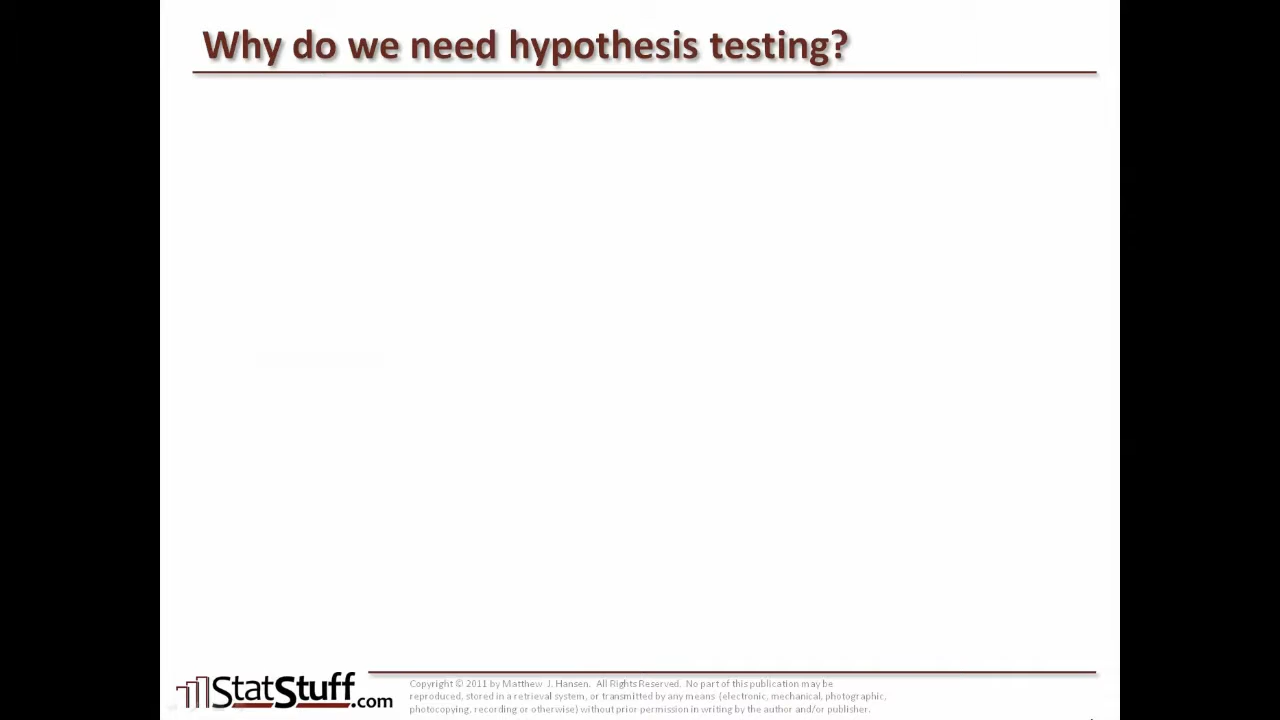 Why do we need hypothesis testing?
StatStuff.com
Copyright © 2011 by Matthew J. Hansen. All Rights Reserved. No part of this publication may be
reproduced, stored in a retrieval system, or transmitted by any means (electronic, mechanical, photographic,
photocopying, recording or otherwise) without prior permission in writing by the author and/or publisher.